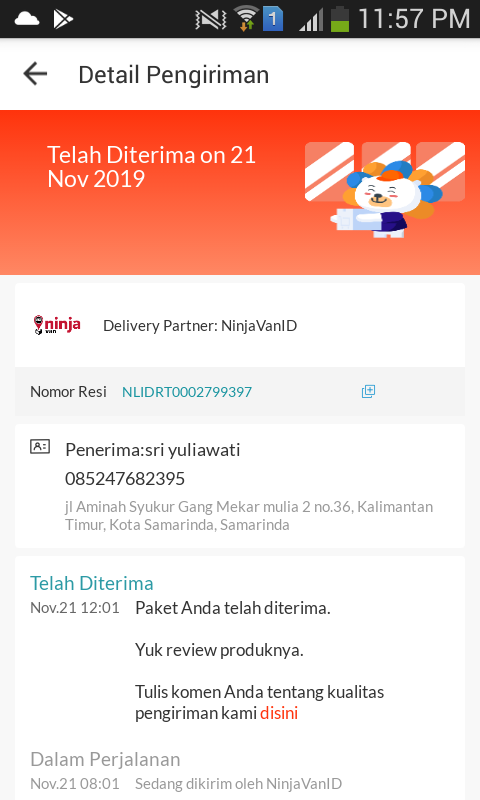 1
11:57 PM
Detail Pengiriman
Telah Diterima on 21
Nov 2019
ninja
van
Delivery Partner: NinjaVanID
Nomor Resi NLIDRT0002799397
Penerima:sri yuliawati
085247682395
jl Aminah Syukur Gang Mekar mulia 2 no.36, Kalimantan
Timur, Kota Samarinda, Samarinda
Telah Diterima
Nov.21 12:01 Paket Anda telah diterima.
Yuk review produknya.
Tulis komen Anda tentang kualitas
pengiriman kami disini
Dalam Perjalanan
Nov.21 08:01 Sedang dikirim oleh NinjaVanID